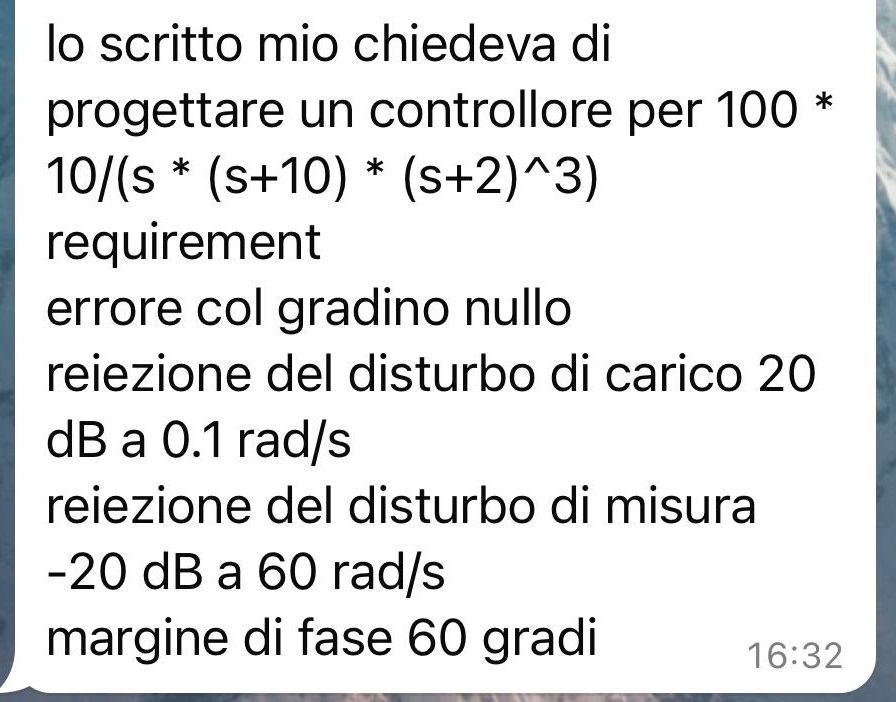 lo scritto mio chiedeva di
progettare un controllore per 100 *
10/(s * (s+10) * (s+2)^3)
requirement
errore col gradino nullo
reiezione del disturbo di carico 20
dB a 0.1 rad/s
reiezione del disturbo di misura
-20 dB a 60 rad/s
margine di fase 60 gradi
16:32